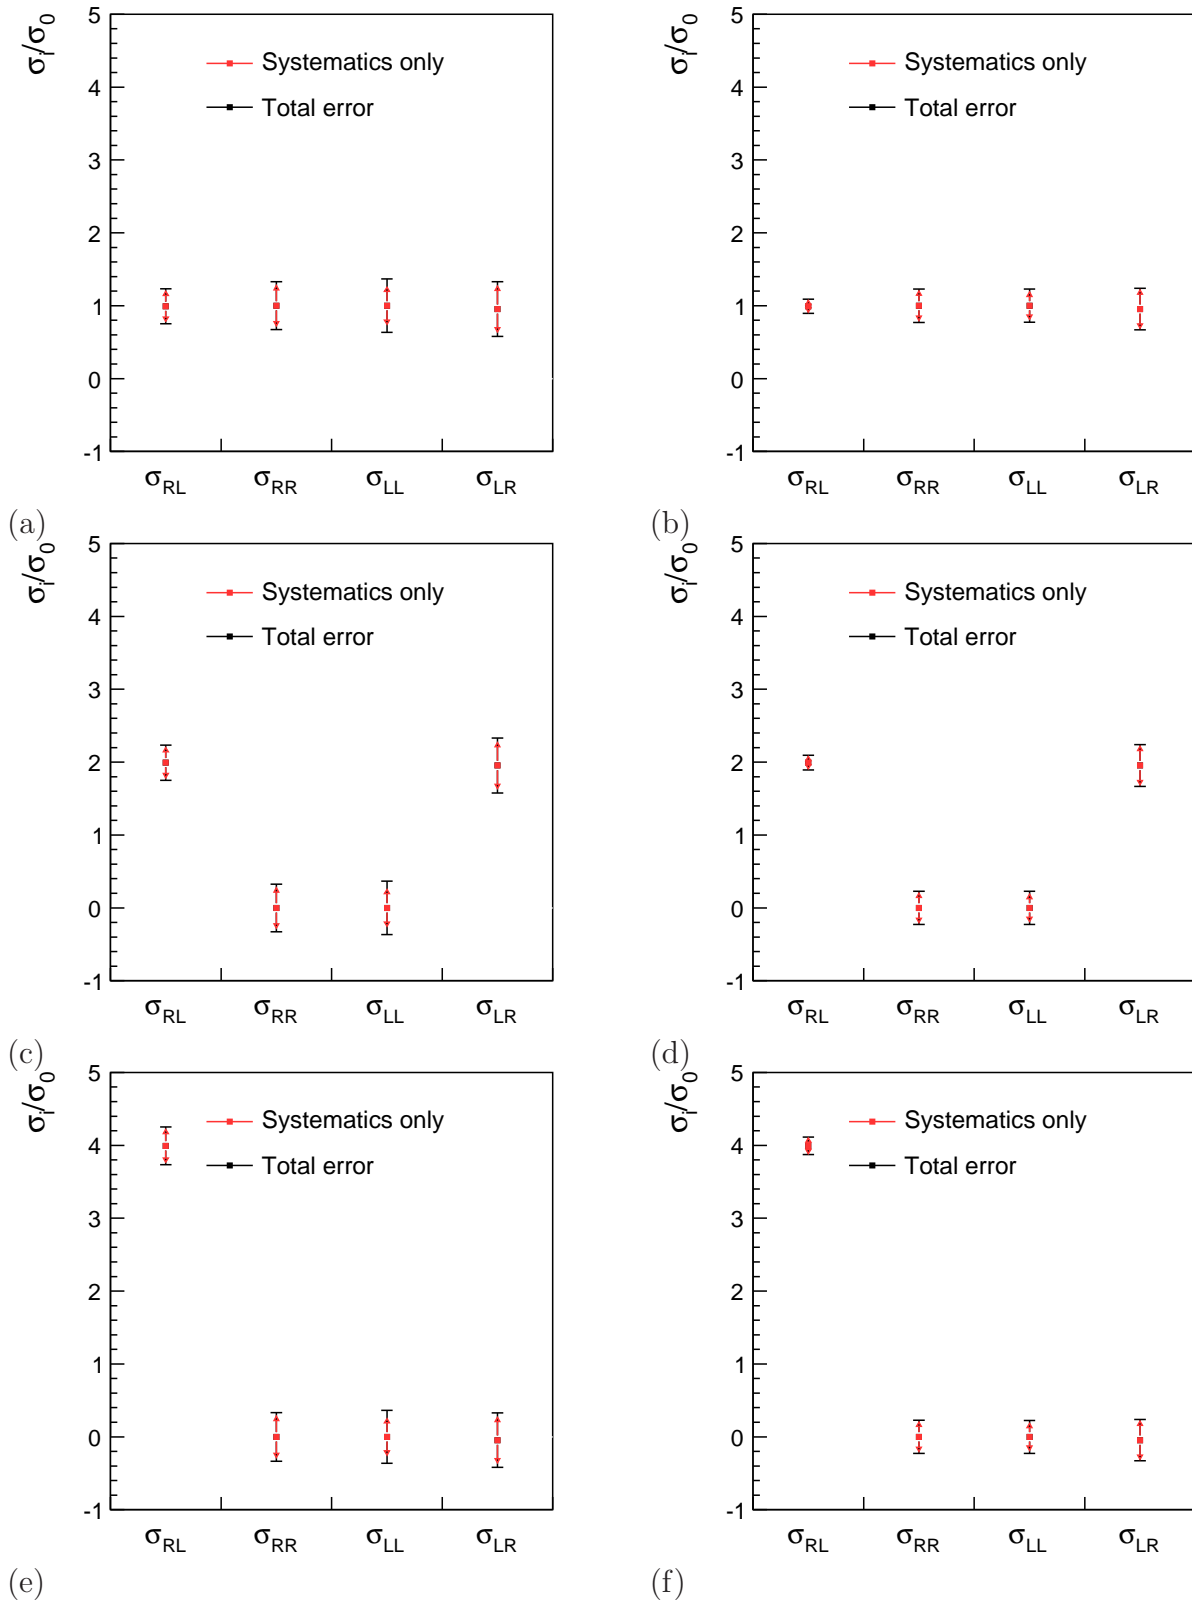 σi/σ0
5
4
3
2
1
0
-1
Systematics only
Total error
σRL σRR σLL σLR
(a)
σi/σ0
5
4
3
2
1
0
-1
Systematics only
Total error
σRL σRR σLL σLR
(b)
σi/σ0
5
4
3
2
1
0
-1
Systematics only
Total error
σRL σRR σLL σLR
(c)
σi/σ0
5
4
3
2
1
0
-1
Systematics only
Total error
σRL σRR σLL σLR
(d)
σi/σ0
5
4
3
2
1
0
-1
Systematics only
Total error
σRL σRR σLL σLR
(e)
σi/σ0
5
4
3
2
1
0
-1
Systematics only
Total error
σRL σRR σLL σLR
(f)